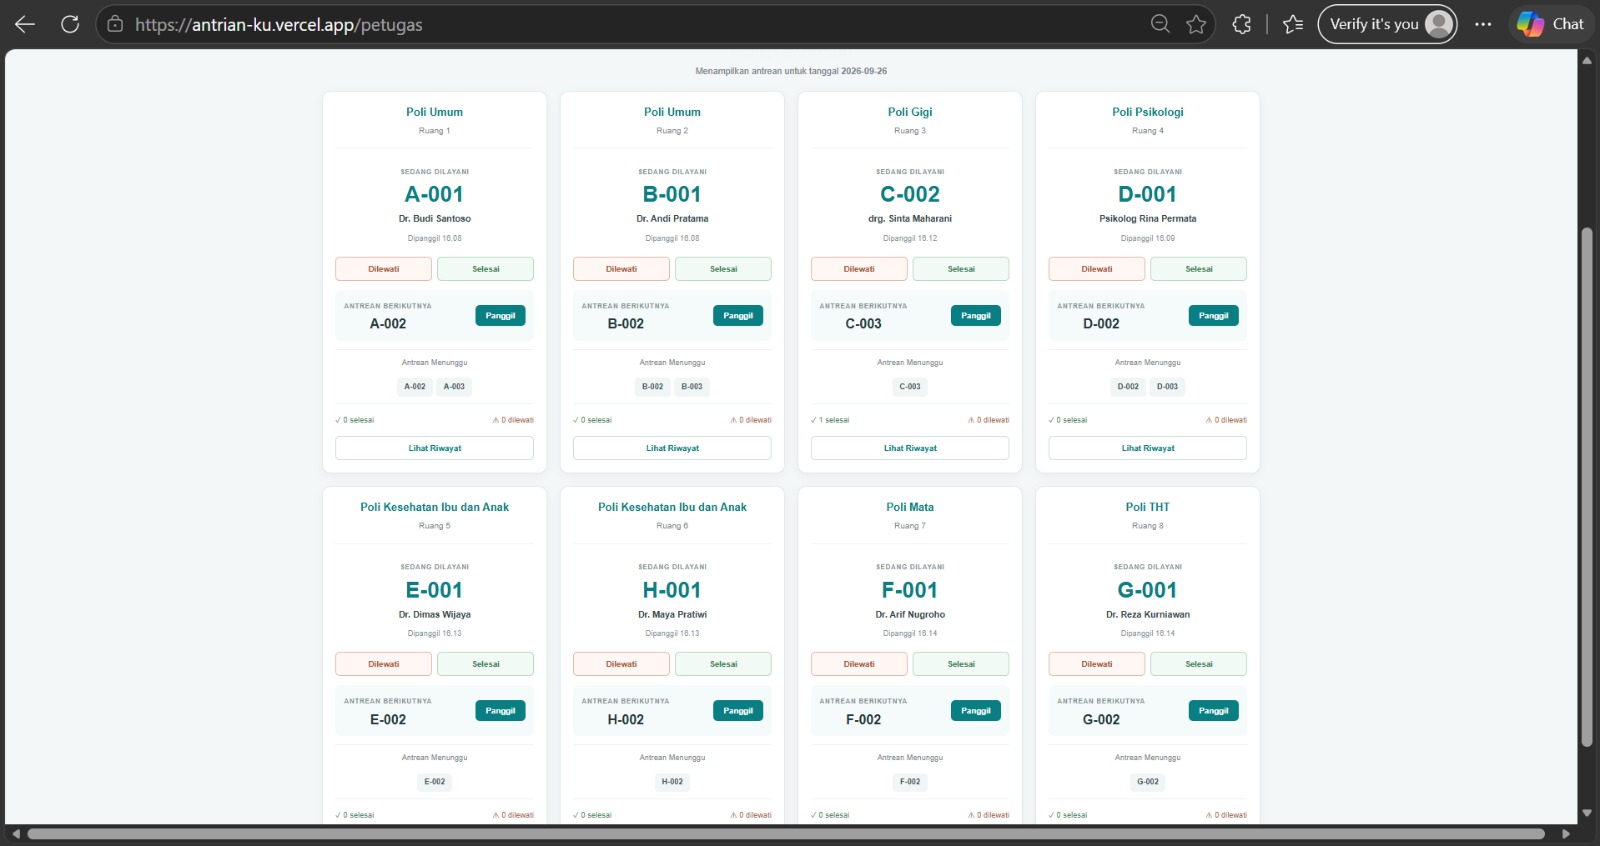 https://antrian-ku.vercel.app/petugas
Verify it's you
Chat
Menampilkan antrean untuk tanggal 2026-09-26
Poli Umum
Ruang 1
SEDANG DILAYANI
A-001
Dr. Budi Santoso
Dipanggil 16.08
Dilewati
Selesai
ANTREAN BERIKUTNYA
A-002
Panggil
Antrean Menunggu
A-002
A-003
✓ 0 selesai
⚠ 0 dilewati
Lihat Riwayat
Poli Umum
Ruang 2
SEDANG DILAYANI
B-001
Dr. Andi Pratama
Dipanggil 16.08
Dilewati
Selesai
ANTREAN BERIKUTNYA
B-002
Panggil
Antrean Menunggu
B-002
B-003
✓ 0 selesai
⚠ 0 dilewati
Lihat Riwayat
Poli Gigi
Ruang 3
SEDANG DILAYANI
C-002
drg. Sinta Maharani
Dipanggil 16.12
Dilewati
Selesai
ANTREAN BERIKUTNYA
C-003
Panggil
Antrean Menunggu
C-003
✓ 1 selesai
⚠ 0 dilewati
Lihat Riwayat
Poli Psikologi
Ruang 4
SEDANG DILAYANI
D-001
Psikolog Rina Permata
Dipanggil 16.09
Dilewati
Selesai
ANTREAN BERIKUTNYA
D-002
Panggil
Antrean Menunggu
D-002
D-003
✓ 0 selesai
⚠ 0 dilewati
Lihat Riwayat
Poli Kesehatan Ibu dan Anak
Ruang 5
SEDANG DILAYANI
E-001
Dr. Dimas Wijaya
Dipanggil 16.13
Dilewati
Selesai
ANTREAN BERIKUTNYA
E-002
Panggil
Antrean Menunggu
E-002
✓ 0 selesai
⚠ 0 dilewati
Poli Kesehatan Ibu dan Anak
Ruang 6
SEDANG DILAYANI
H-001
Dr. Maya Pratiwi
Dipanggil 16.13
Dilewati
Selesai
ANTREAN BERIKUTNYA
H-002
Panggil
Antrean Menunggu
H-002
✓ 0 selesai
⚠ 0 dilewati
Poli Mata
Ruang 7
SEDANG DILAYANI
F-001
Dr. Arif Nugroho
Dipanggil 16.14
Dilewati
Selesai
ANTREAN BERIKUTNYA
F-002
Panggil
Antrean Menunggu
F-002
✓ 0 selesai
⚠ 0 dilewati
Poli THT
Ruang 8
SEDANG DILAYANI
G-001
Dr. Reza Kurniawan
Dipanggil 16.14
Dilewati
Selesai
ANTREAN BERIKUTNYA
G-002
Panggil
Antrean Menunggu
G-002
✓ 0 selesai
⚠ 0 dilewati